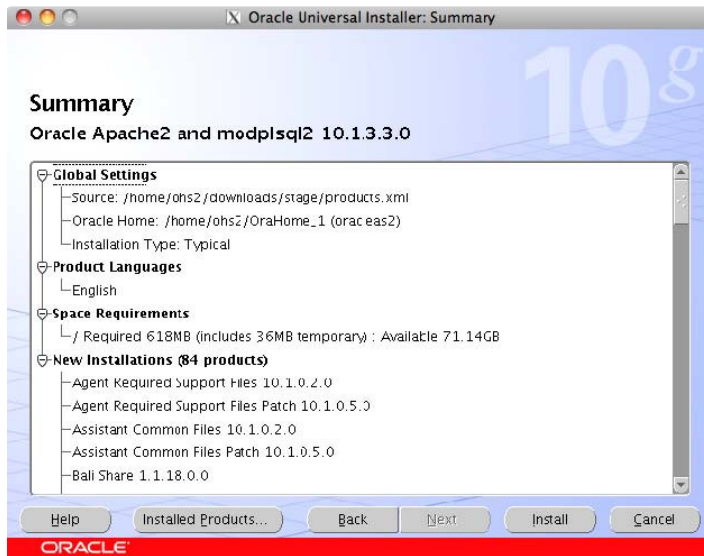 Oracle Universal Installer: Summary
10g
Summary
Oracle Apache2 and modplsql2 10.1.3.3.0
Global Settings
Source: /home/ohs2/downloads/stage/products.xml
Oracle Home: /home/ohs2/OraHome_1 (oraceas2)
Installation Type: Typical
Product Languages
English
Space Requirements
/ Required 618MB (includes 36MB temporary) : Available 71.14GB
New Installations (84 products)
Agent Required Support Files 10.1.0.2.0
Agent Required Support Files Patch 10.1.0.5.0
Assistant Common Files 10.1.0.2.0
Assistant Common Files Patch 10.1.0.5.0
Bali Share 1.1.18.0.0
Help Installed Products... Back Next Install Cancel
ORACLE